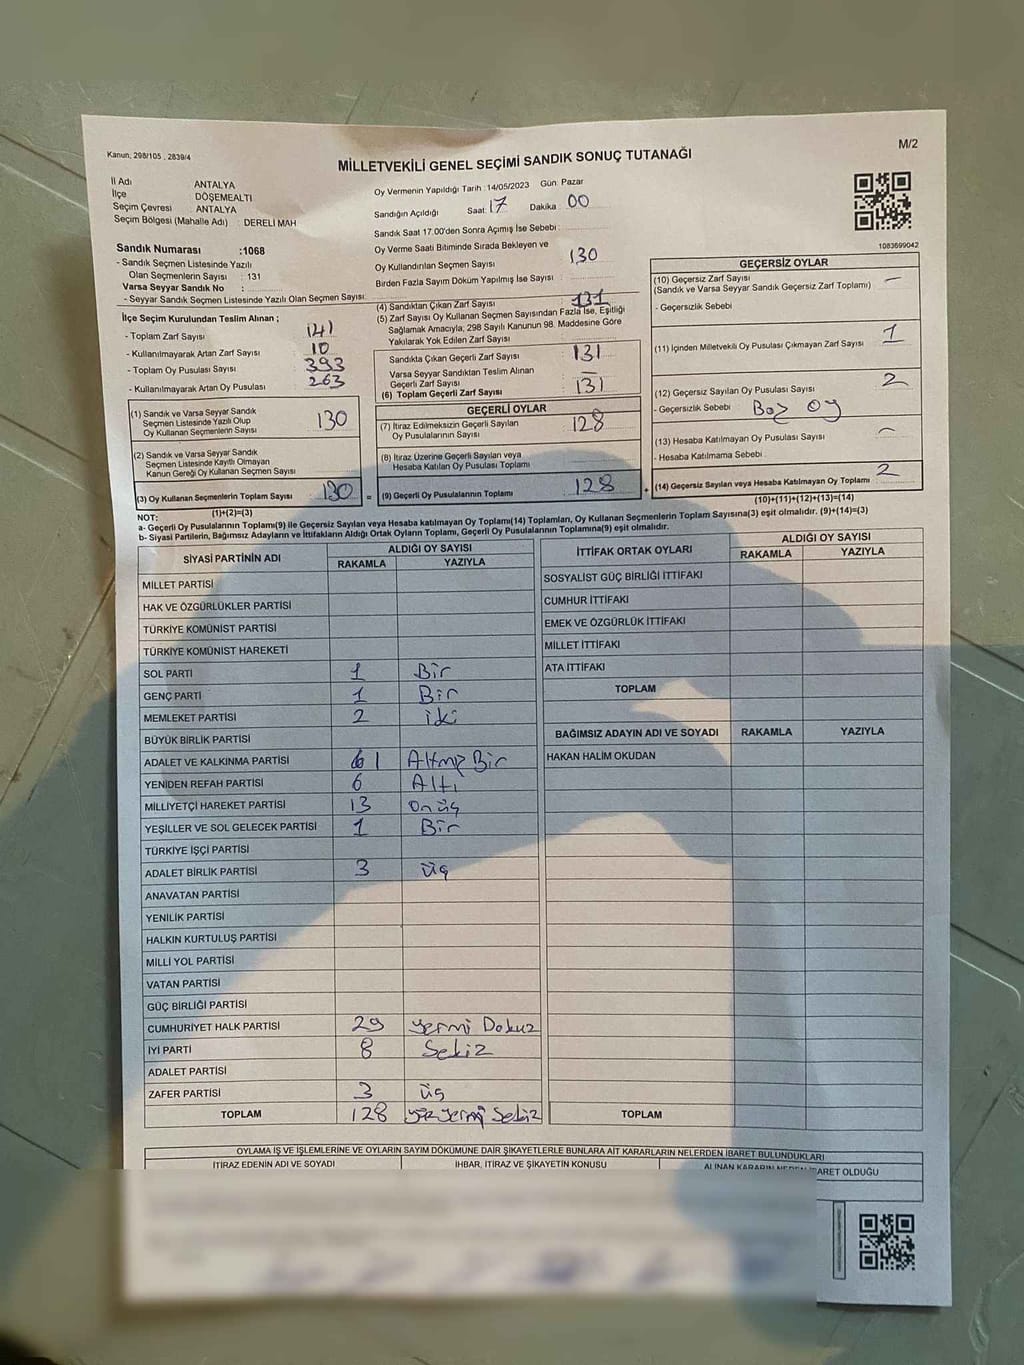 Kanun; 298/105 , 2839/4
M/2
MİLLETVEKİLİ GENEL SEÇİMİ SANDIK SONUÇ TUTANAĞI
İl Adı ANTALYA
İlçe DÖŞEMEALTI
Seçim Çevresi ANTALYA
Seçim Bölgesi (Mahalle Adı) : DERELİ MAH
Sandık Numarası :1068
- Sandık Seçmen Listesinde Yazılı
Olan Seçmenlerin Sayısı : 131
Varsa Seyyar Sandık No :
- Seyyar Sandık Seçmen Listesinde Yazılı Olan Seçmen Sayısı
Oy Vermenin Yapıldığı Tarih : 14/05/2023 Gün: Pazar
Sandığın Açıldığı Saat: 17 Dakika 00
Sandık Saat 17.00'den Sonra Açımış İse Sebebi :
Oy Verme Saati Bitiminde Sırada Bekleyen ve
Oy Kullandırılan Seçmen Sayısı 130
Birden Fazla Sayım Döküm Yapılmış İse Sayısı :
1083699042
İlçe Seçim Kurulundan Teslim Alınan ;
- Toplam Zarf Sayısı 141
- Kullanılmayarak Artan Zarf Sayısı 10
- Toplam Oy Pusulası Sayısı 393
- Kullanılmayarak Artan Oy Pusulası 263
(1) Sandık ve Varsa Seyyar Sandık
Seçmen Listesinde Yazılı Olup
Oy Kullanan Seçmenlerin Sayısı 130
(2) Sandık ve Varsa Seyyar Sandık
Seçmen Listesinde Kayıtlı Olmayan
Kanun Gereği Oy Kullanan Seçmen Sayısı
(3) Oy Kullanan Seçmenlerin Toplam Sayısı 130 =
(1)+(2)=(3)
(4) Sandıktan Çıkan Zarf Sayısı 131
(5) Zarf Sayısı Oy Kullanan Seçmen Sayısından Fazla İse, Eşitliği
Sağlamak Amacıyla, 298 Sayılı Kanunun 98. Maddesine Göre
Yakılarak Yok Edilen Zarf Sayısı :
Sandıkta Çıkan Geçerli Zarf Sayısı 131
Varsa Seyyar Sandıktan Teslim Alınan
Geçerli Zarf Sayısı –
(6) Toplam Geçerli Zarf Sayısı 131
GEÇERLİ OYLAR
(7) İtiraz Edilmeksizin Geçerli Sayılan
Oy Pusulalarının Sayısı 128
(8) İtiraz Üzerine Geçerli Sayılan veya
Hesaba Katılan Oy Pusulası Toplamı
(9) Geçerli Oy Pusulalarının Toplamı 128 +
GEÇERSİZ OYLAR
(10) Geçersiz Zarf Sayısı –
(Sandık ve Varsa Seyyar Sandık Geçersiz Zarf Toplamı)
- Geçersizlik Sebebi
(11) İçinden Milletvekili Oy Pusulası Çıkmayan Zarf Sayısı 1
(12) Geçersiz Sayılan Oy Pusulası Sayısı 2
- Geçersizlik Sebebi Boş oy
(13) Hesaba Katılmayan Oy Pusulası Sayısı –
- Hesaba Katılmama Sebebi
(14) Geçersiz Sayılan veya Hesaba Katılmayan Oy Toplamı 2
(10)+(11)+(12)+(13)=(14)
NOT:
a- Geçerli Oy Pusulalarının Toplamı(9) ile Geçersiz Sayılan veya Hesaba katılmayan Oy Toplamı(14) Toplamları, Oy Kullanan Seçmenlerin Toplam Sayısına(3) eşit olmalıdır. (9)+(14)=(3)
b- Siyasi Partilerin, Bağımsız Adayların ve İttifakların Aldığı Ortak Oyların Toplamı, Geçerli Oy Pusulalarının Toplamına(9) eşit olmalıdır.
SİYASİ PARTİNİN ADI ALDIĞI OY SAYISI
RAKAMLA YAZIYLA
MİLLET PARTİSİ
HAK VE ÖZGÜRLÜKLER PARTİSİ
TÜRKİYE KOMÜNİST PARTİSİ
TÜRKİYE KOMÜNİST HAREKETİ
SOL PARTİ 1 Bir
GENÇ PARTİ 1 Bir
MEMLEKET PARTİSİ 2 iki
BÜYÜK BİRLİK PARTİSİ
ADALET VE KALKINMA PARTİSİ 61 Altmış Bir
YENİDEN REFAH PARTİSİ 6 Altı
MİLLİYETÇİ HAREKET PARTİSİ 13 on üç
YEŞİLLER VE SOL GELECEK PARTİSİ 1 Bir
TÜRKİYE İŞÇİ PARTİSİ
ADALET BİRLİK PARTİSİ 3 üç
ANAVATAN PARTİSİ
YENİLİK PARTİSİ
HALKIN KURTULUŞ PARTİSİ
MİLLİ YOL PARTİSİ
VATAN PARTİSİ
GÜÇ BİRLİĞİ PARTİSİ
CUMHURİYET HALK PARTİSİ 29 yermi Dokuz
İYİ PARTİ 8 Sekiz
ADALET PARTİSİ
ZAFER PARTİSİ 3 üç
TOPLAM 128 yüzyermi Sekiz
İTTİFAK ORTAK OYLARI ALDIĞI OY SAYISI
RAKAMLA YAZIYLA
SOSYALİST GÜÇ BİRLİĞİ İTTİFAKI
CUMHUR İTTİFAKI
EMEK VE ÖZGÜRLÜK İTTİFAKI
MİLLET İTTİFAKI
ATA İTTİFAKI
TOPLAM
BAĞIMSIZ ADAYIN ADI VE SOYADI RAKAMLA YAZIYLA
HAKAN HALİM OKUDAN
TOPLAM
OYLAMA İŞ VE İŞLEMLERİNE VE OYLARIN SAYIM DÖKÜMÜNE DAİR ŞİKAYETLERLE BUNLARA AİT KARARLARIN NELERDEN İBARET BULUNDUKLARI
İTİRAZ EDENİN ADI VE SOYADI İHBAR, İTİRAZ VE ŞİKAYETİN KONUSU ALINAN KARARIN NEDEN İBARET OLDUĞU